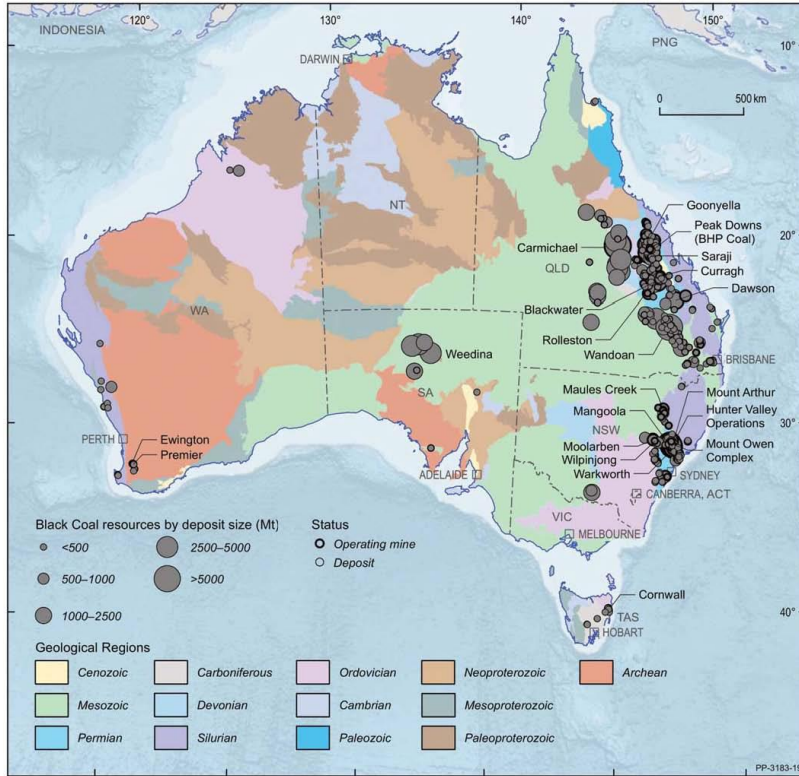 120°
130°
140°
150°
INDONESIA
PNG
10°
DARWIN
0
500 km
NT
Goonyella
20°
Peak Downs
(BHP Coal)
Carmichael
Saraji
QLD
Curragh
Dawson
WA
Blackwater
Rolleston
Weedina
Wandoan
BRISBANE
SA
Maules Creek
Mount Arthur
Mangoola
Hunter Valley
Operations
NSW
30°
PERTH
Ewington
Moolarben
Mount Owen
Complex
Premier
Wilpinjong
ADELAIDE
Warkworth
SYDNEY
CANBERRA, ACT
VIC
MELBOURNE
Black Coal resources by deposit size (Mt)
<500
2500–5000
500–1000
>5000
1000–2500
Status
Operating mine
Deposit
Cornwall
40°
TAS
HOBART
Geological Regions
Cenozoic
Carboniferous
Ordovician
Neoproterozoic
Archean
Mesozoic
Devonian
Cambrian
Mesoproterozoic
Permian
Silurian
Paleozoic
Paleoproterozoic
PP-3183-19